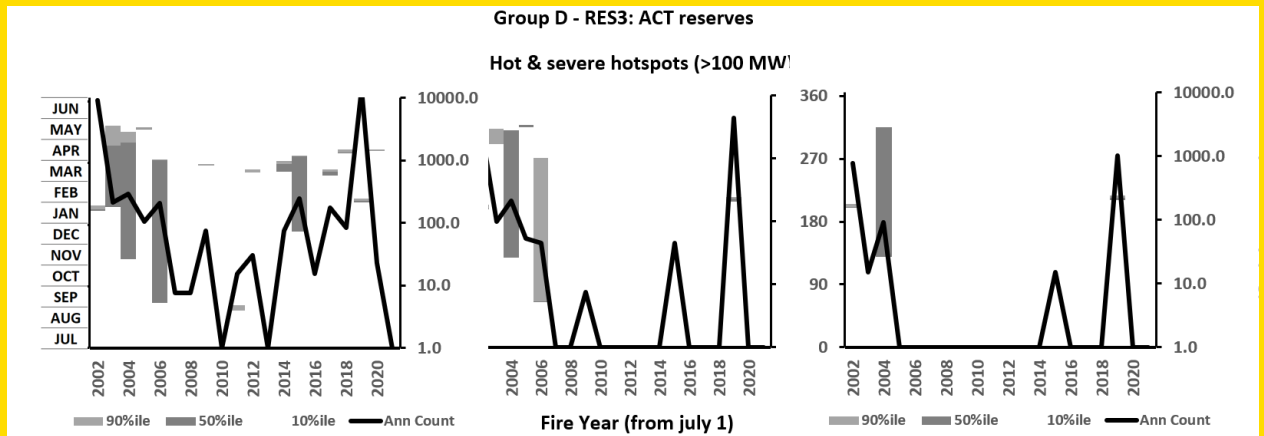 Group D - RES3: ACT reserves
Hot & severe hotspots (>100 MW)
JUN
MAY
APR
MAR
FEB
JAN
DEC
NOV
OCT
SEP
AUG
JUL
10000.0
1000.0
100.0
10.0
1.0
2002 2004 2006 2008 2010 2012 2014 2016 2018 2020
90%ile 50%ile 10%ile Ann Count
2004 2006 2008 2010 2012 2014 2016 2018 2020
Fire Year (from july 1)
360
270
180
90
0
10000.0
1000.0
100.0
10.0
1.0
2002 2004 2006 2008 2010 2012 2014 2016 2018 2020
90%ile 50%ile 10%ile Ann Count